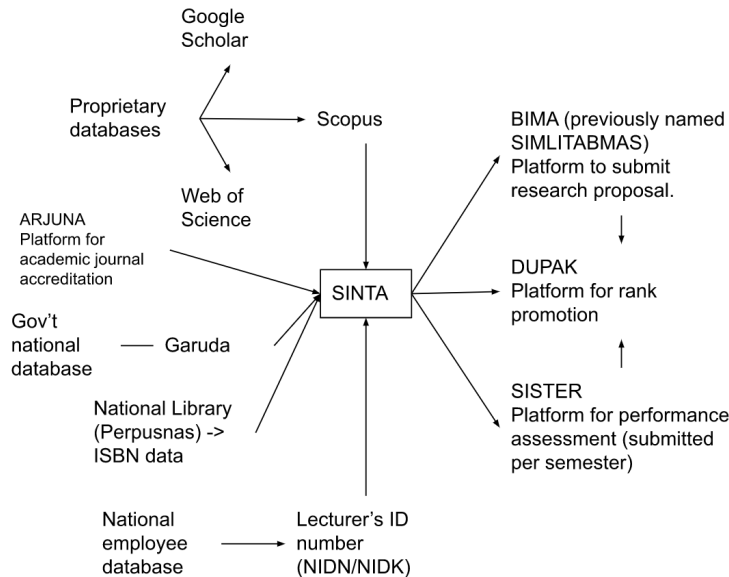 Google
Scholar
Proprietary
databases
Scopus
Web of
Science
BIMA (previously named
SIMLITABMAS)
Platform to submit
research proposal.
ARJUNA
Platform for
academic journal
accreditation
SINTA
DUPAK
Platform for rank
promotion
Gov't
national
database
Garuda
National Library
(Perpusnas) ->
ISBN data
SISTER
Platform for performance
assessment (submitted
per semester)
National
employee
database
Lecturer's ID
number
(NIDN/NIDK)